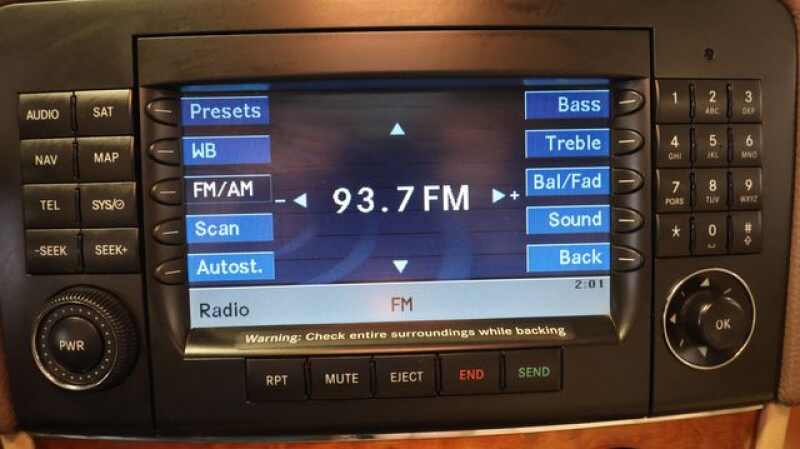 AUDIO
SAT
NAV
MAP
TEL
SYS/
-SEEK
SEEK+
PWR
Presets
WB
FM/AM
Scan
Autost.
- 93.7 FM +
Bass
Treble
Bal/Fad
Sound
Back
2:01
Radio
FM
Warning: Check entire surroundings while backing
RPT
MUTE
EJECT
END
SEND
1
2 ABC
3 DEF
4 GHI
5 JKL
6 MNO
7 PQRS
8 TUV
9 WXYZ
*
0
#
OK